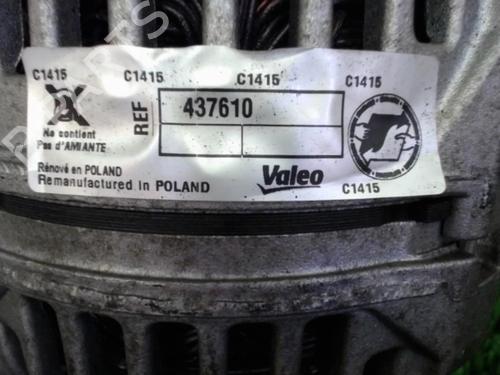 C1415 C1415 C1415 C1415
REF 437610
Ne contient
Pas d'AMIANTE
Rénové en POLAND
Remanufactured in POLAND
Valeo
C1415